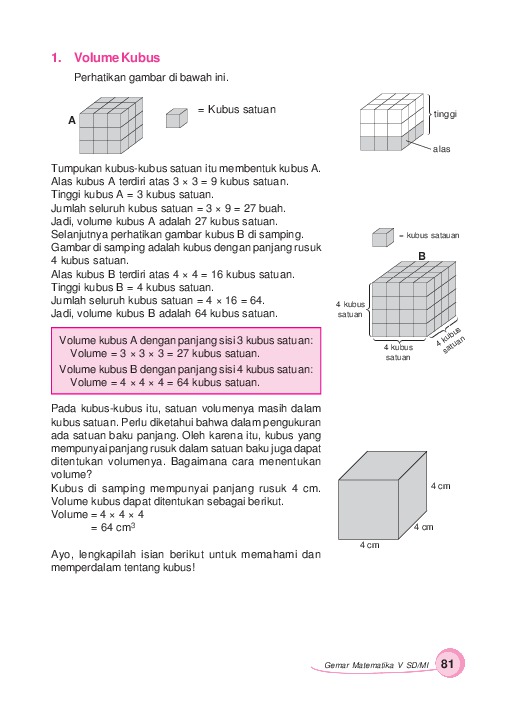 1. Volume Kubus
Perhatikan gambar di bawah ini.
A
= Kubus satuan
tinggi
alas
Tumpukan kubus-kubus satuan itu membentuk kubus A.
Alas kubus A terdiri atas 3 × 3 = 9 kubus satuan.
Tinggi kubus A = 3 kubus satuan.
Jumlah seluruh kubus satuan = 3 × 9 = 27 buah.
Jadi, volume kubus A adalah 27 kubus satuan.
Selanjutnya perhatikan gambar kubus B di samping.
Gambar di samping adalah kubus dengan panjang rusuk
4 kubus satuan.
Alas kubus B terdiri atas 4 × 4 = 16 kubus satuan.
Tinggi kubus B = 4 kubus satuan.
Jumlah seluruh kubus satuan = 4 × 16 = 64.
Jadi, volume kubus B adalah 64 kubus satuan.
= kubus satauan
B
4 kubus
satuan
4 kubus
satuan
4 kubus
satuan
Volume kubus A dengan panjang sisi 3 kubus satuan:
Volume = 3 × 3 × 3 = 27 kubus satuan.
Volume kubus B dengan panjang sisi 4 kubus satuan:
Volume = 4 × 4 × 4 = 64 kubus satuan.
Pada kubus-kubus itu, satuan volumenya masih dalam
kubus satuan. Perlu diketahui bahwa dalam pengukuran
ada satuan baku panjang. Oleh karena itu, kubus yang
mempunyai panjang rusuk dalam satuan baku juga dapat
ditentukan volumenya. Bagaimana cara menentukan
volume?
Kubus di samping mempunyai panjang rusuk 4 cm.
Volume kubus dapat ditentukan sebagai berikut.
Volume = 4 × 4 × 4
= 64 cm³
4 cm
4 cm
4 cm
Ayo, lengkapilah isian berikut untuk memahami dan
memperdalam tentang kubus!
Gemar Matematika V SD/MI 81